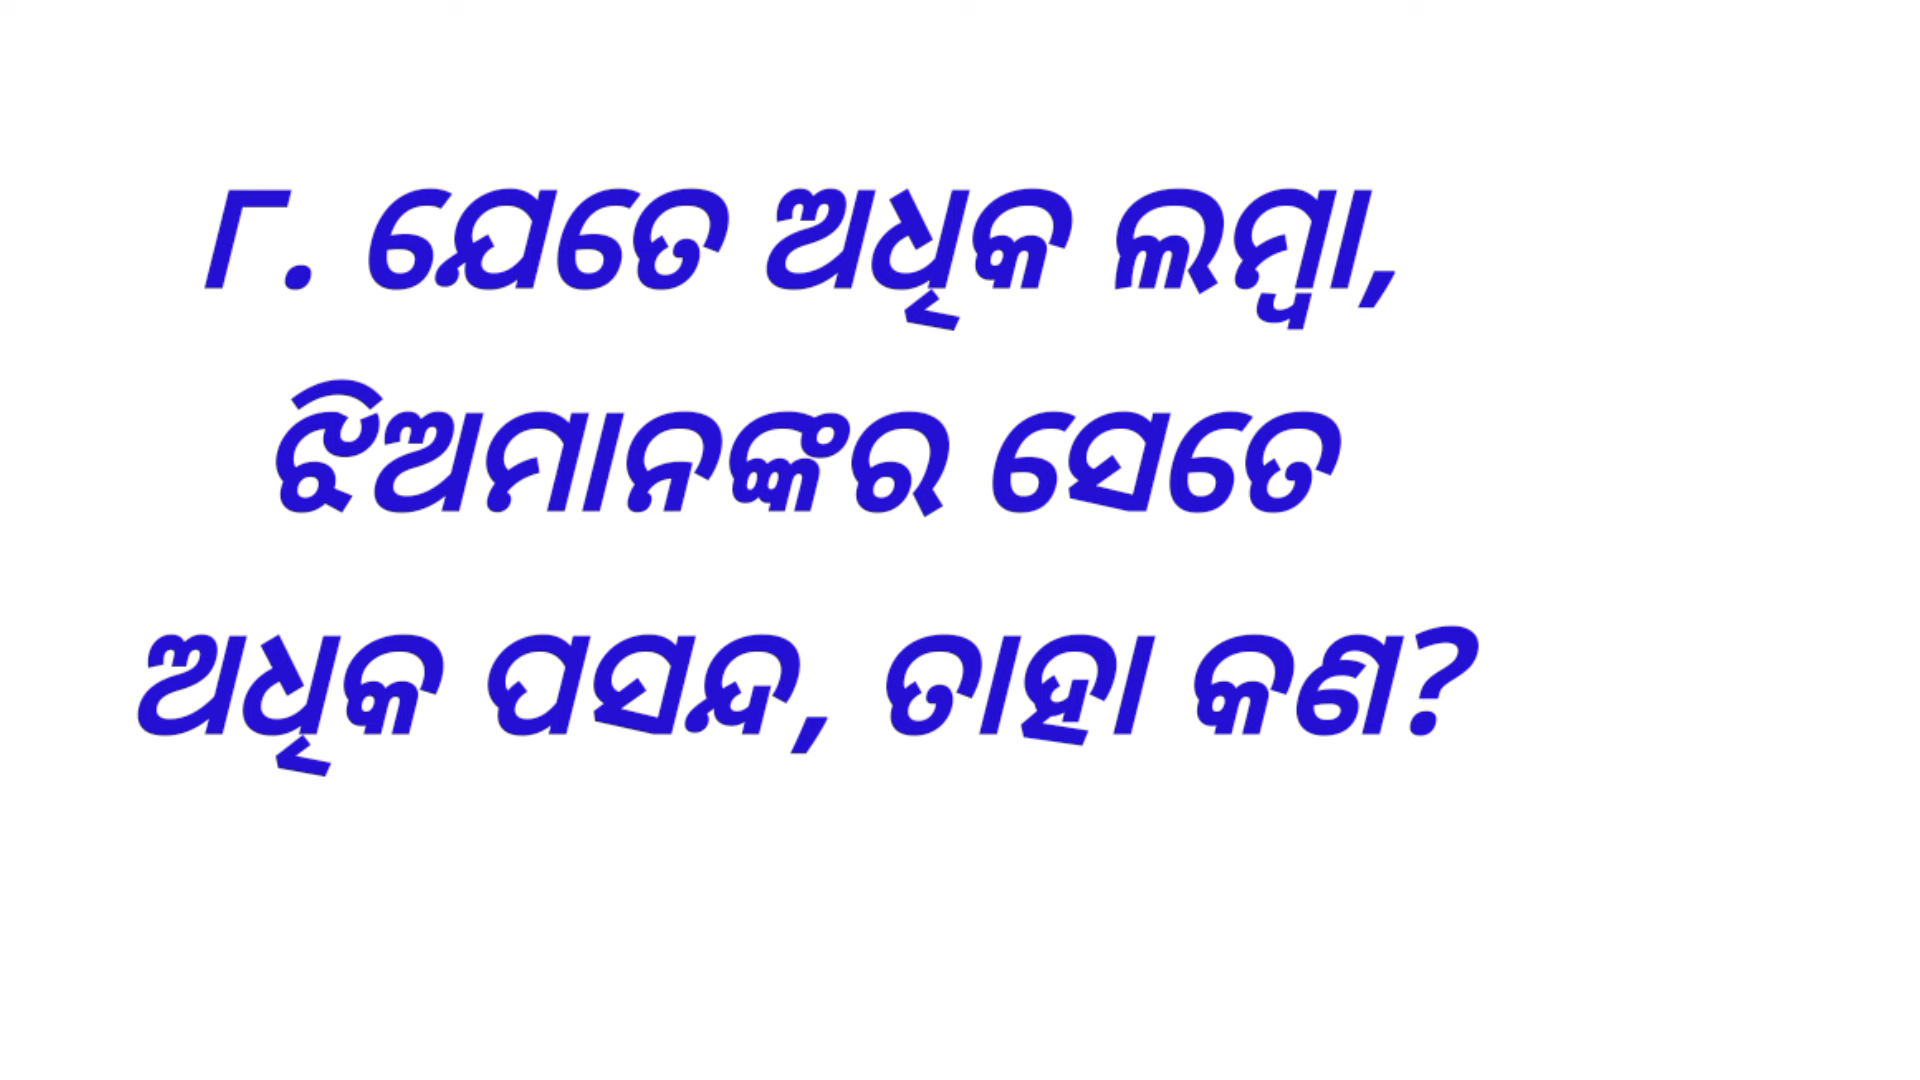 ୮. ଯେତେ ଅଧିକ ଲମ୍ବା,
ଝିଅମାନଙ୍କର ସେତେ
ଅଧିକ ପସନ୍ଦ, ତାହା କଣ?